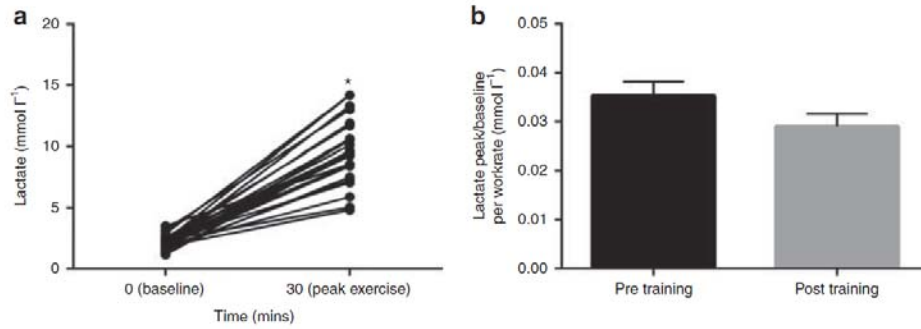 a
Lactate (mmol l⁻¹)
20
15
10
5
0
*
0 (baseline)
30 (peak exercise)
Time (mins)
b
Lactate peak/baseline
per workrate (mmol l⁻¹)
0.05
0.04
0.03
0.02
0.01
0.00
Pre training
Post training